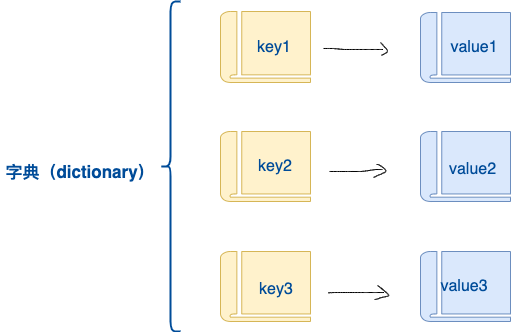 key1
value1
字典（dictionary）
key2
value2
key3
value3